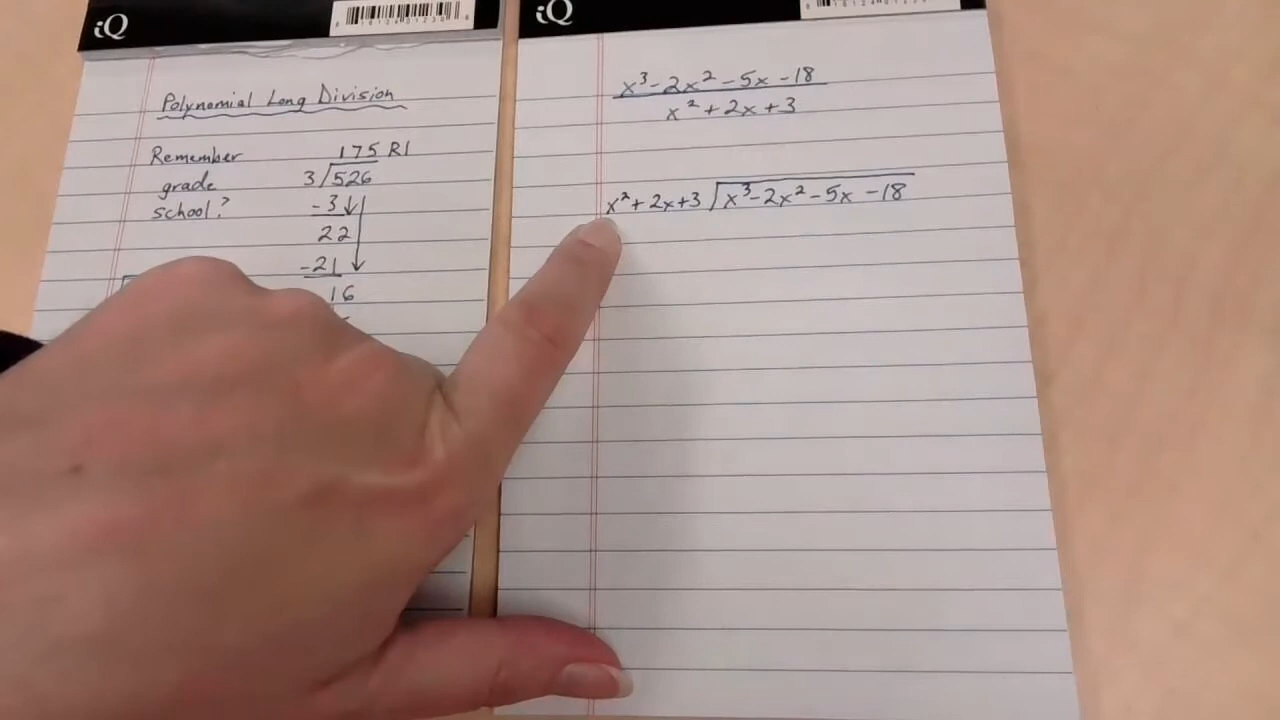 iQ
Polynomial Long Division
Remember
grade
school?
175 R1
3/526
-3
22
-21
16
iQ
x³-2x²-5x-18
x²+2x+3
x²+2x+3/x³-2x²-5x-18